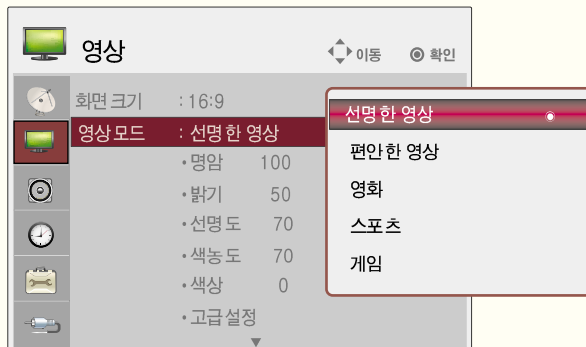 영상
이동 확인
화면 크기 : 16:9
영상 모드 : 선명한 영상
•명암 100
•밝기 50
•선명도 70
•색농도 70
•색상 0
•고급 설정
선명한 영상
편안한 영상
영화
스포츠
게임